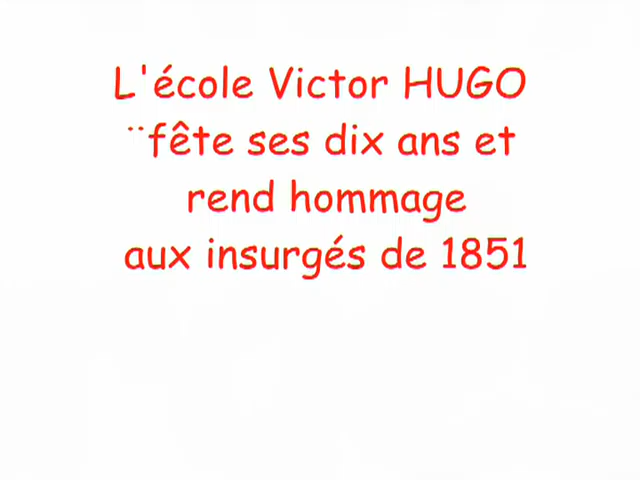 L'école Victor HUGO
¨fête ses dix ans et
rend hommage
aux insurgés de 1851